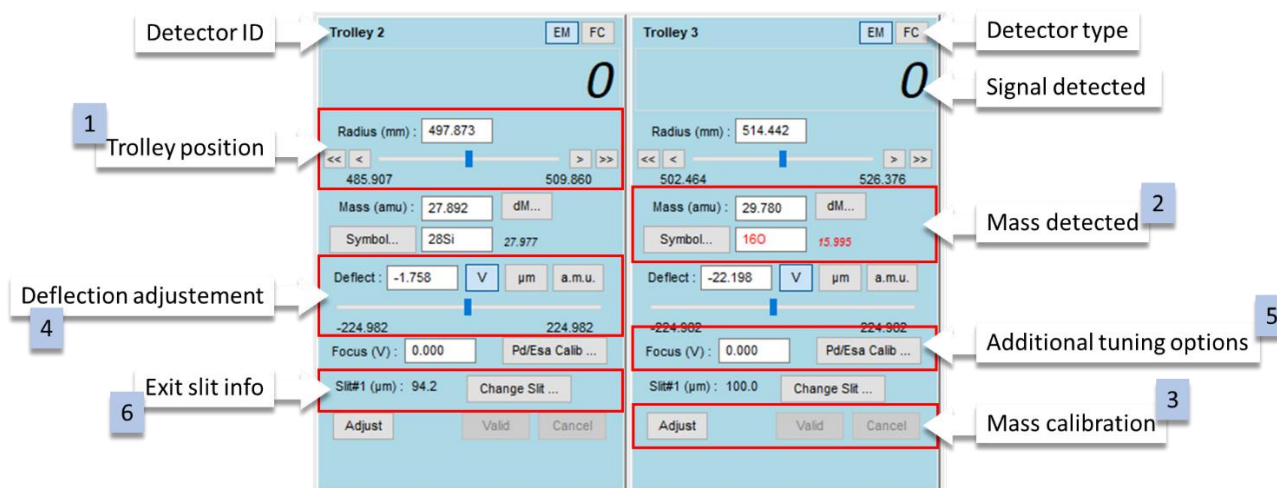 Detector ID
Trolley 2 EM FC
Trolley 3 EM FC
Detector type
0
0
Signal detected
1
Trolley position
Radius (mm) : 497.873
<< < > >>
485.907 509.860
Radius (mm) : 514.442
<< < > >>
502.464 526.376
Mass (amu) : 27.892 dM...
Symbol... 28Si 27.977
Mass (amu) : 29.780 dM...
Symbol... 16O 15.995
2
Mass detected
Deflection adjustement
4
Deflect : -1.758 V µm a.m.u.
-224.982 224.982
Deflect : -22.198 V µm a.m.u.
-224.982 224.982
5
Additional tuning options
Focus (V) : 0.000 Pd/Esa Calib ...
Focus (V) : 0.000 Pd/Esa Calib ...
Exit slit info
6
Slit#1 (µm) : 94.2 Change Slit ...
Slit#1 (µm) : 100.0 Change Slit ...
3
Mass calibration
Adjust Valid Cancel
Adjust Valid Cancel